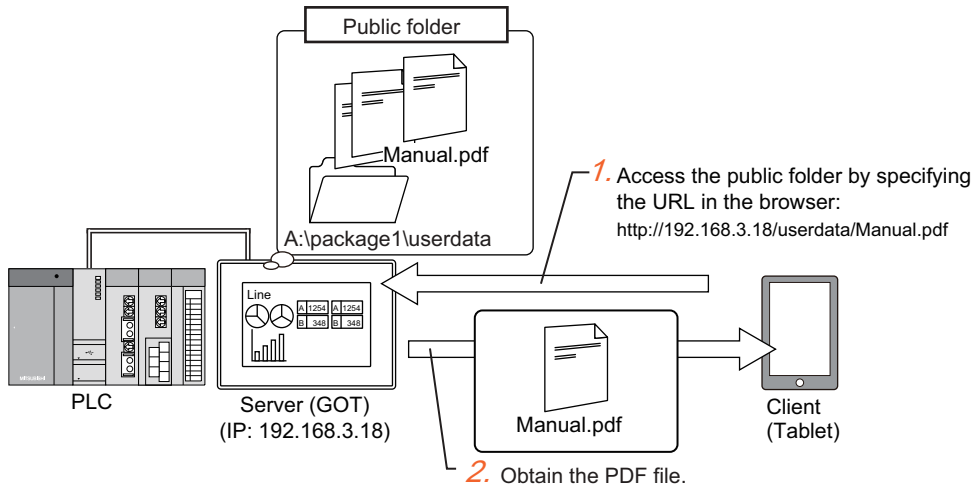 Public folder
Manual.pdf
A:\package1\userdata
1. Access the public folder by specifying
the URL in the browser:
http://192.168.3.18/userdata/Manual.pdf
Line
A 1254 A 1254
B 348 B 348
PLC
Server (GOT)
(IP: 192.168.3.18)
Manual.pdf
Client
(Tablet)
2. Obtain the PDF file.